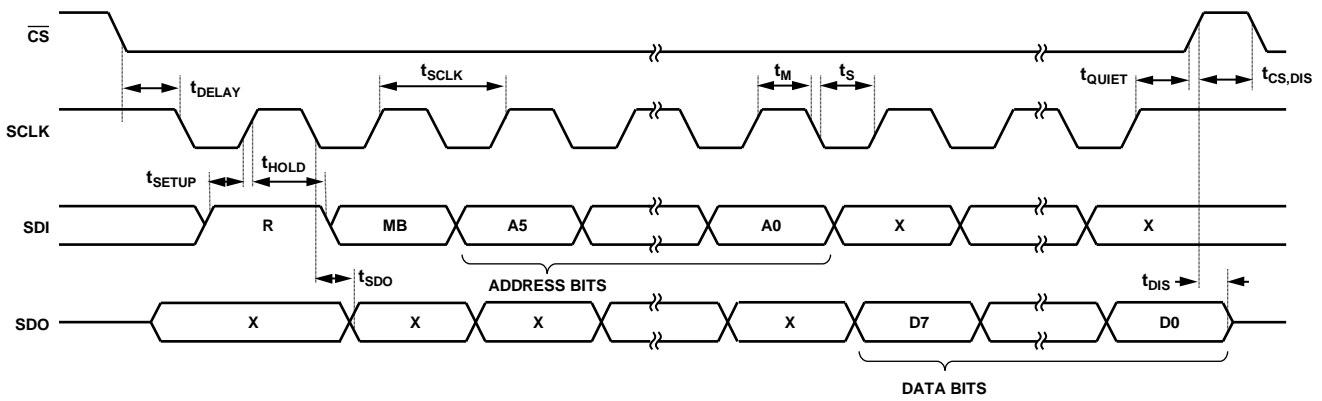 CS
tDELAY
tSCLK
tM
tS
tQUIET
tCS,DIS
SCLK
tSETUP
tHOLD
SDI
R
MB
A5
A0
X
X
tSDO
ADDRESS BITS
tDIS
SDO
X
X
X
X
D7
D0
DATA BITS